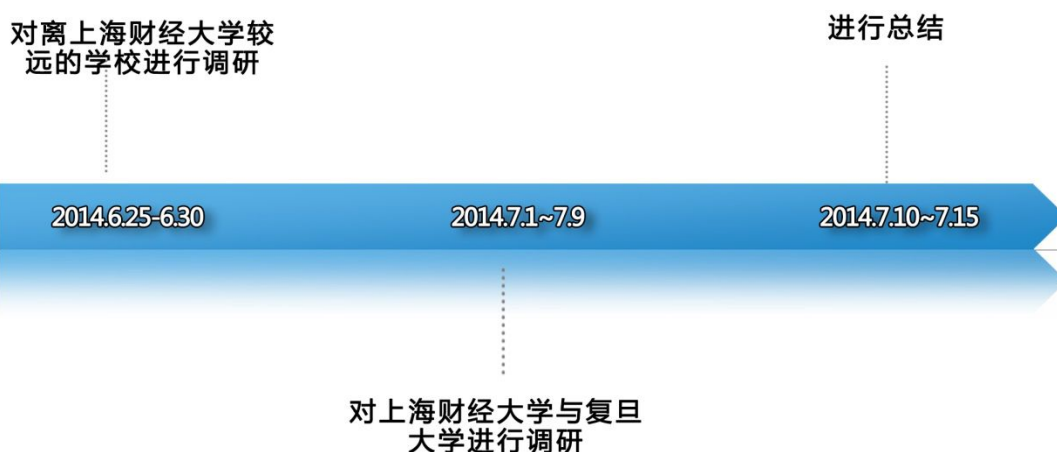 对离上海财经大学较
远的学校进行调研
进行总结
2014.6.25-6.30
2014.7.1~7.9
2014.7.10~7.15
对上海财经大学与复旦
大学进行调研